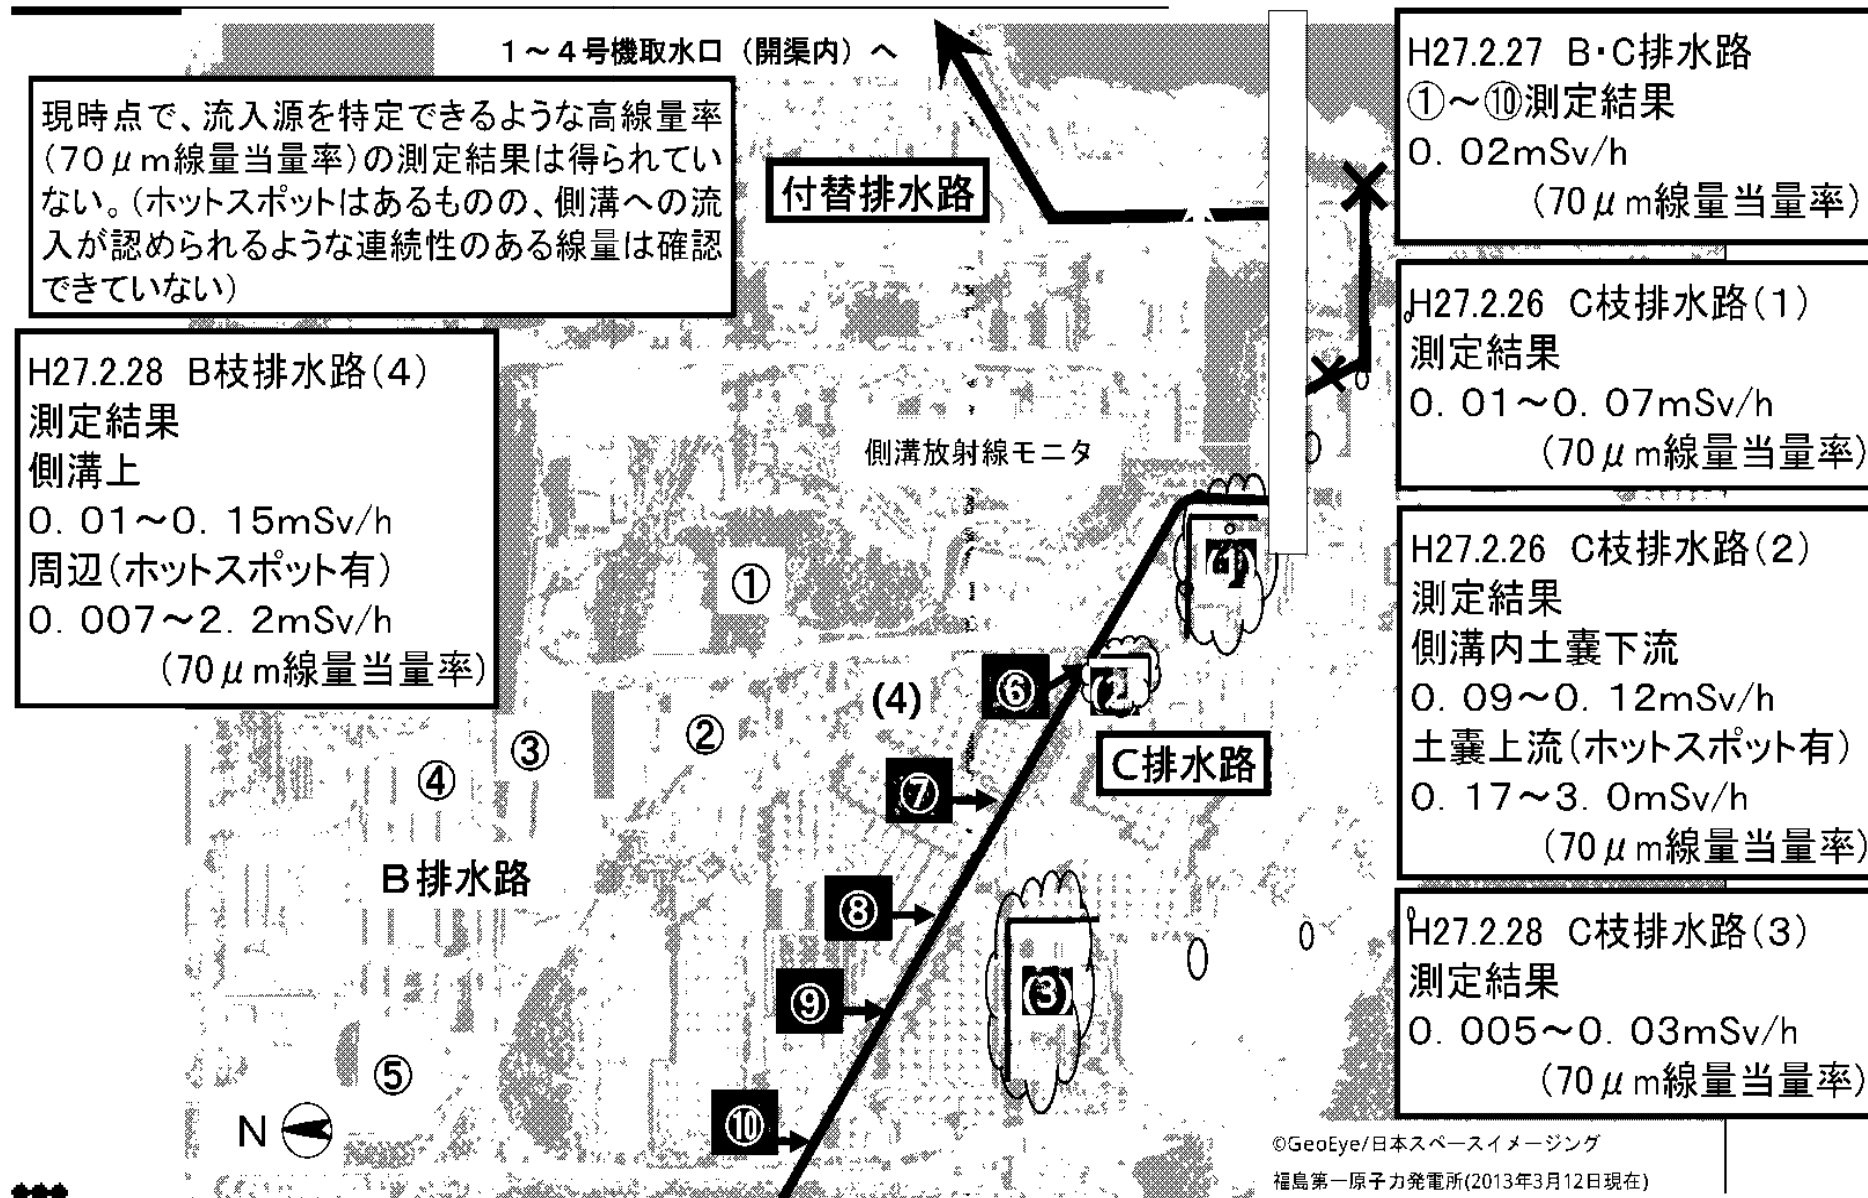 1～4号機取水口（開渠内）へ
現時点で、流入源を特定できるような高線量率
(70μm線量当量率)の測定結果は得られてい
ない。(ホットスポットはあるものの、側溝への流
入が認められるような連続性のある線量は確認
できていない)
付替排水路
H27.2.27 B・C排水路
①～⑩測定結果
0.02mSv/h
(70μm線量当量率)
H27.2.26 C枝排水路(1)
測定結果
0.01～0.07mSv/h
(70μm線量当量率)
H27.2.28 B枝排水路(4)
測定結果
側溝上
0.01～0.15mSv/h
周辺(ホットスポット有)
0.007～2.2mSv/h
(70μm線量当量率)
側溝放射線モニタ
H27.2.26 C枝排水路(2)
測定結果
側溝内土嚢下流
0.09～0.12mSv/h
土嚢上流(ホットスポット有)
0.17～3.0mSv/h
(70μm線量当量率)
①
⑥
(4)
②
③
④
⑦
C排水路
B排水路
⑧
⑨
(3)
⑤
⑩
N
H27.2.28 C枝排水路(3)
測定結果
0.005～0.03mSv/h
(70μm線量当量率)
©GeoEye/日本スペースイメージング
福島第一原子力発電所(2013年3月12日現在)